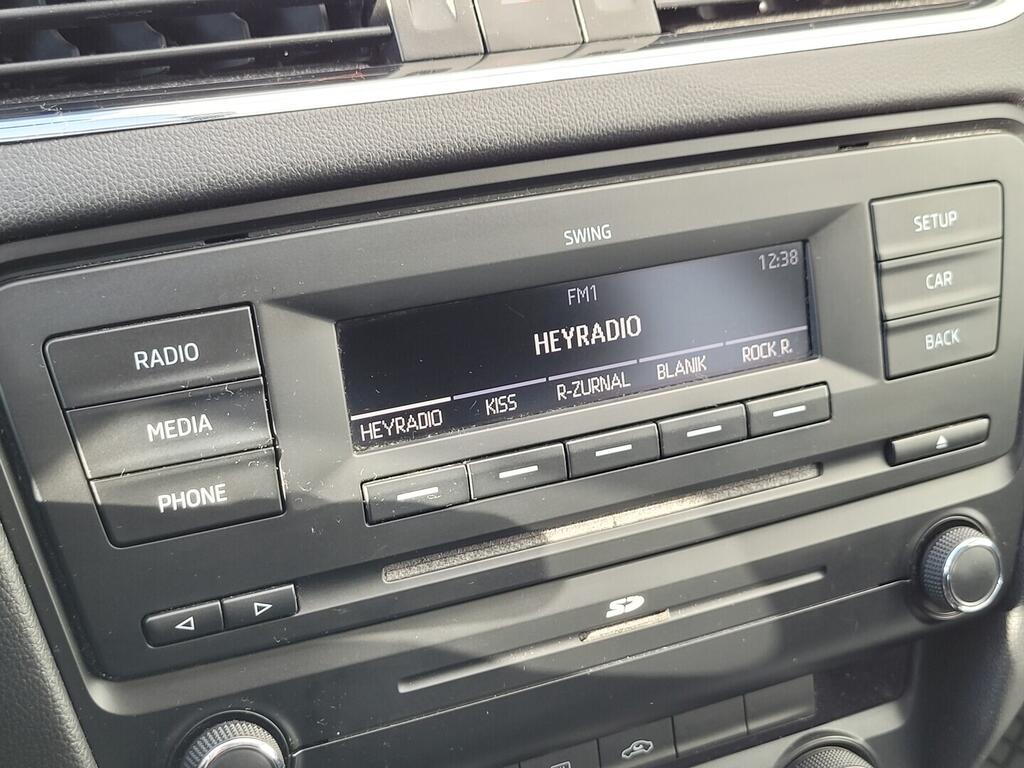 SWING
12:38
FM1
HEYRADIO
HEYRADIO KISS R-ZURNAL BLANIK ROCK R.
RADIO
MEDIA
PHONE
SETUP
CAR
BACK
SD